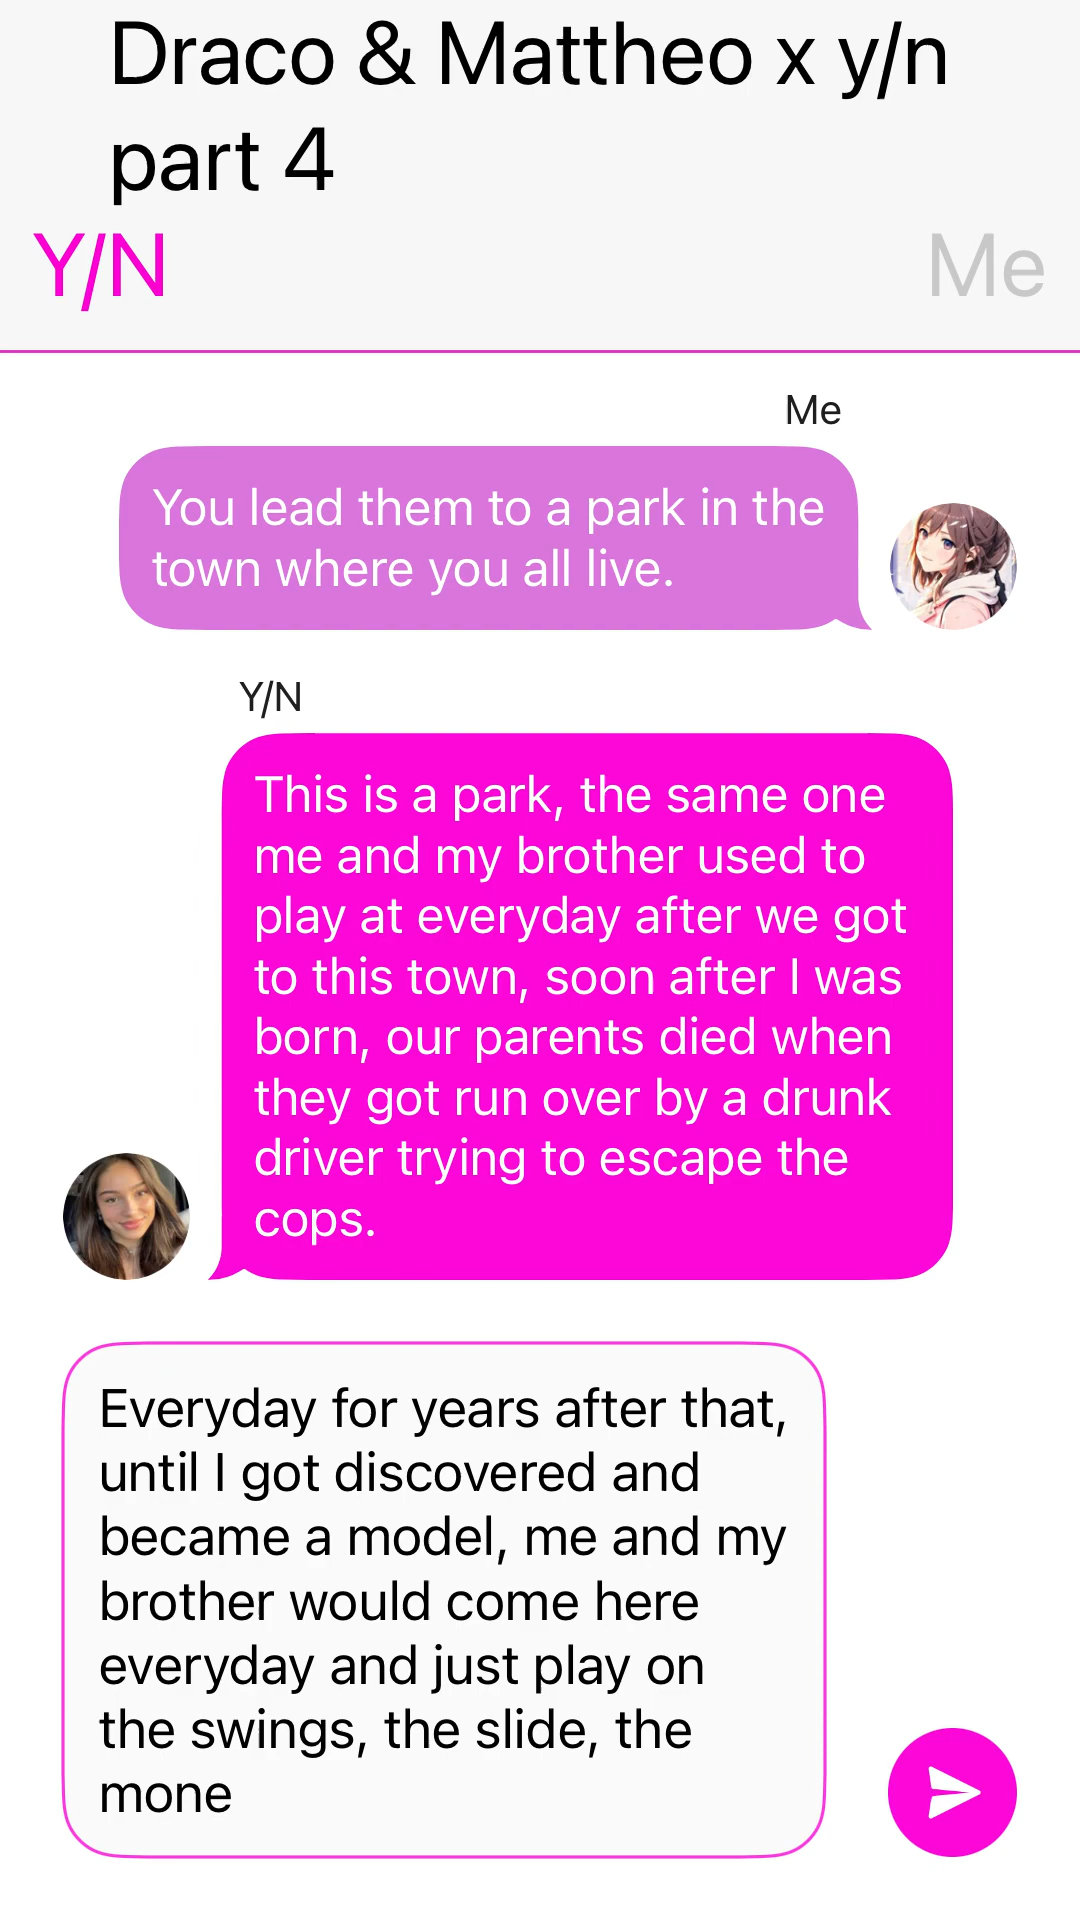 Draco & Mattheo x y/n
part 4
Y/N
Me
Me
You lead them to a park in the
town where you all live.
Y/N
This is a park, the same one
me and my brother used to
play at everyday after we got
to this town, soon after I was
born, our parents died when
they got run over by a drunk
driver trying to escape the
cops.
Everyday for years after that,
until I got discovered and
became a model, me and my
brother would come here
everyday and just play on
the swings, the slide, the
mone